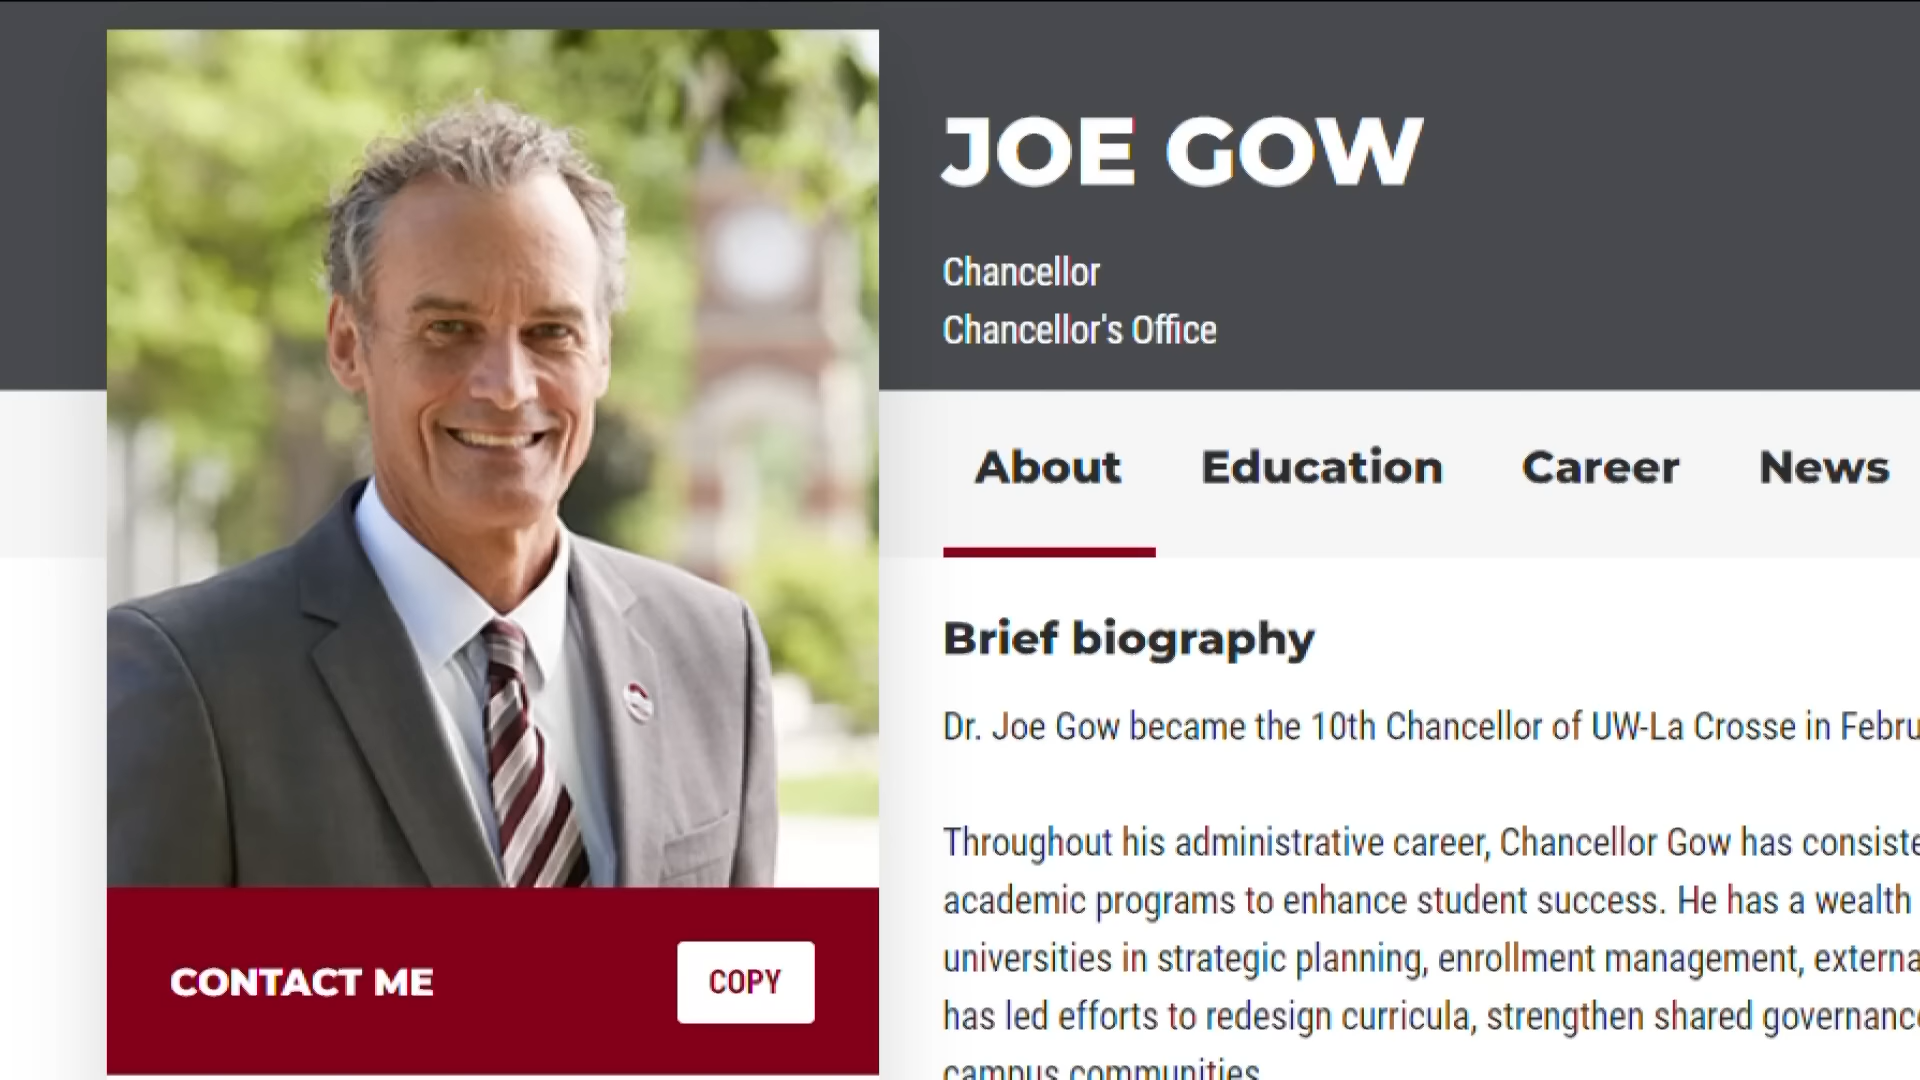 JOE GOW
Chancellor
Chancellor's Office
About Education Career News
Brief biography
Dr. Joe Gow became the 10th Chancellor of UW-La Crosse in Febru
Throughout his administrative career, Chancellor Gow has consiste
academic programs to enhance student success. He has a wealth
universities in strategic planning, enrollment management, externa
has led efforts to redesign curricula, strengthen shared governance
campus communities.
CONTACT ME
COPY